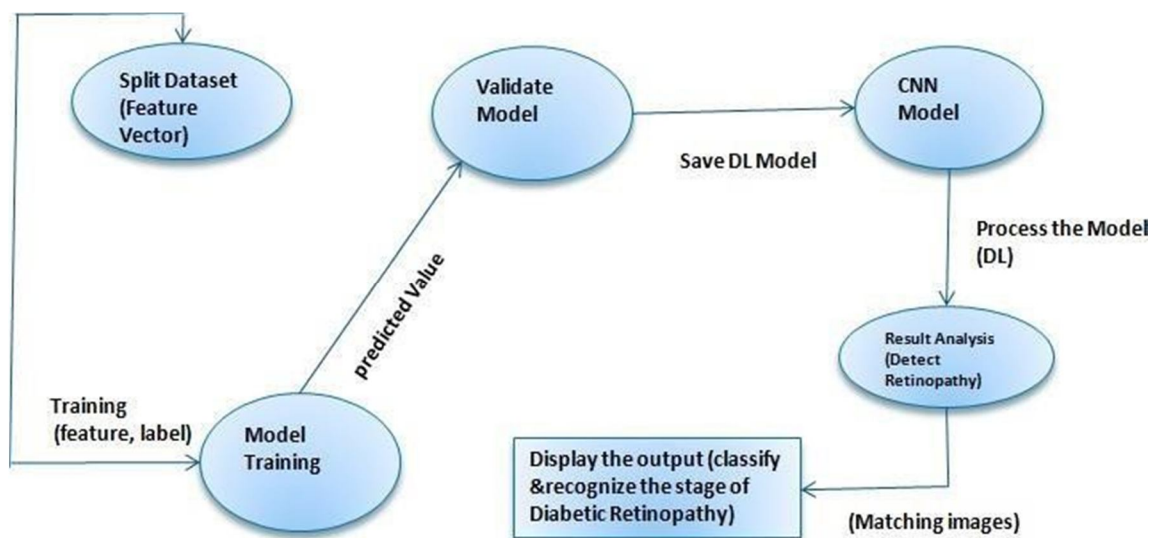 Split Dataset
(Feature
Vector)
Validate
Model
CNN
Model
Save DL Model
Process the Model
(DL)
predicted Value
Result Analysis
(Detect
Retinopathy)
Training
(feature, label)
Model
Training
Display the output (classify
&recognize the stage of
Diabetic Retinopathy)
(Matching images)